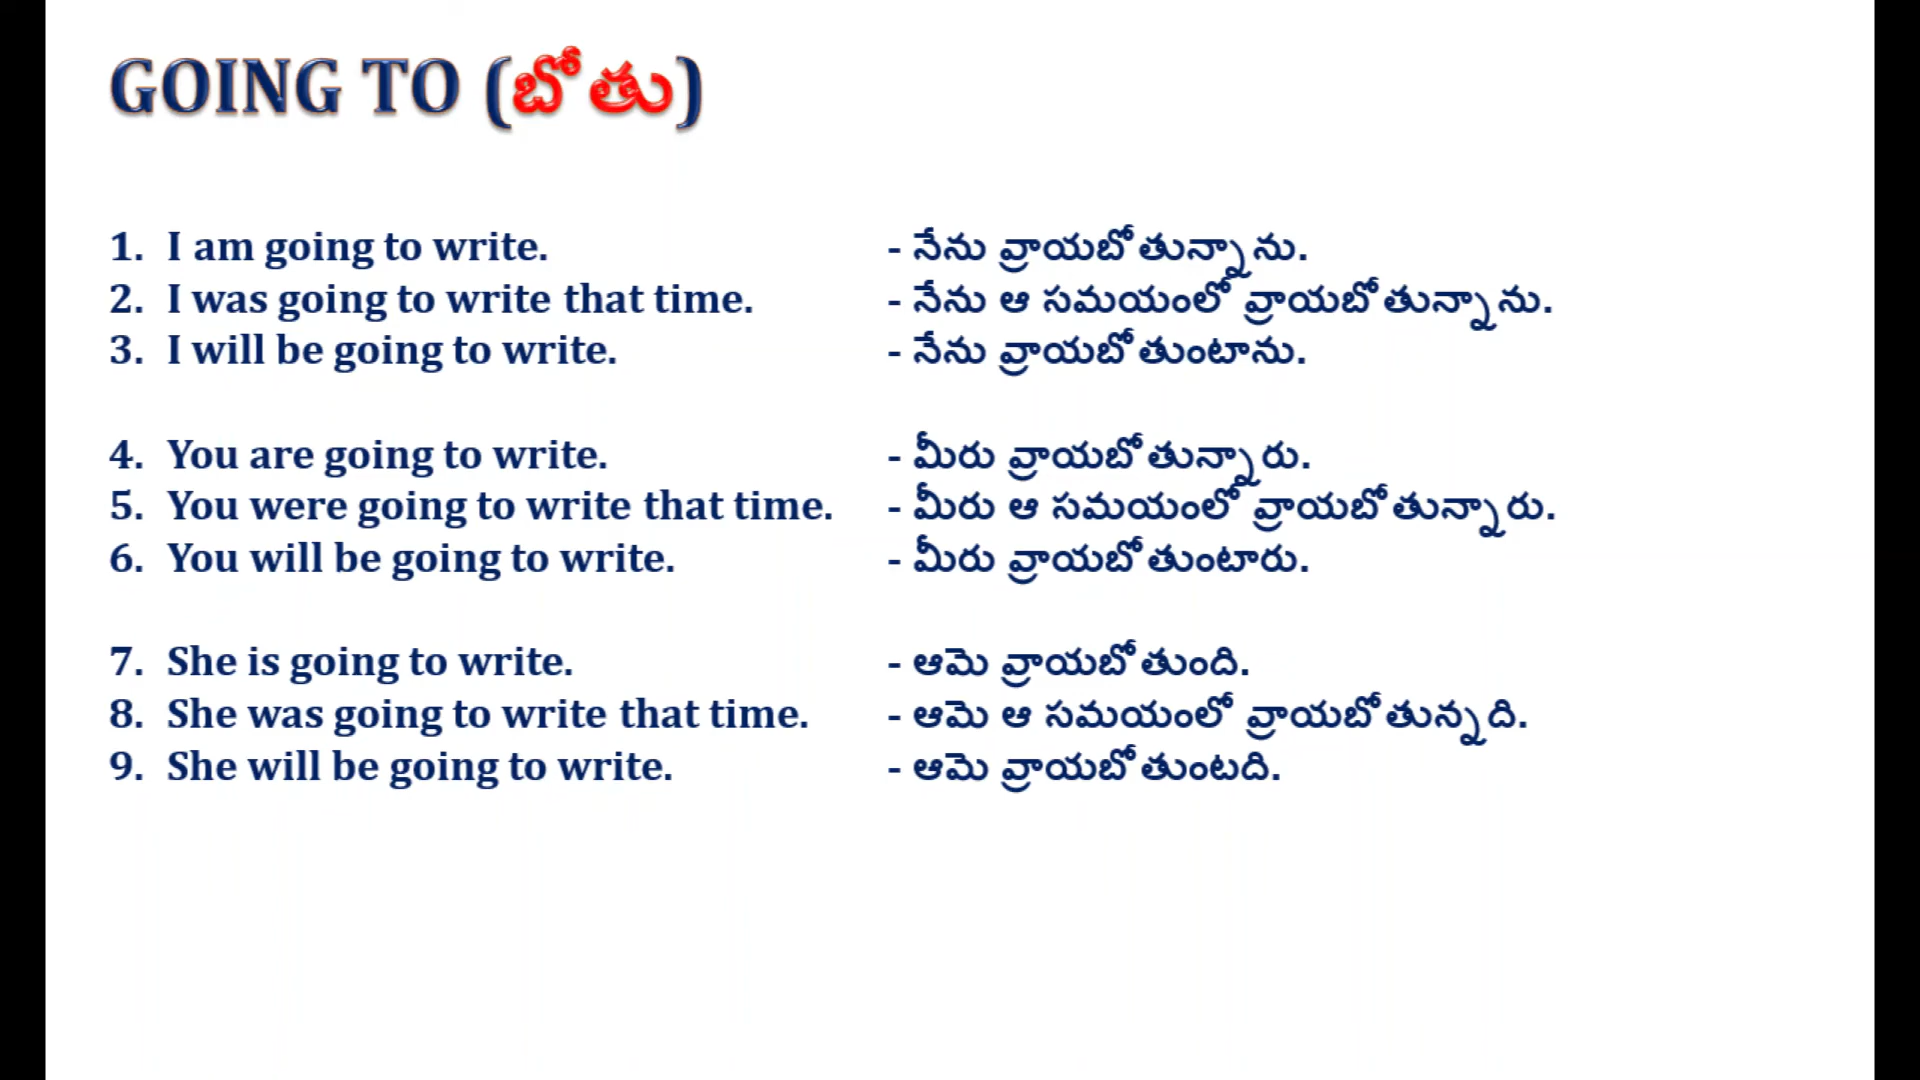 GOING TO (బోతు)
1. I am going to write. - నేను వ్రాయబోతున్నాను.
2. I was going to write that time. - నేను ఆ సమయంలో వ్రాయబోతున్నాను.
3. I will be going to write. - నేను వ్రాయబోతుంటాను.
4. You are going to write. - మీరు వ్రాయబోతున్నారు.
5. You were going to write that time. - మీరు ఆ సమయంలో వ్రాయబోతున్నారు.
6. You will be going to write. - మీరు వ్రాయబోతుంటారు.
7. She is going to write. - ఆమె వ్రాయబోతుంది.
8. She was going to write that time. - ఆమె ఆ సమయంలో వ్రాయబోతున్నది.
9. She will be going to write. - ఆమె వ్రాయబోతుంటది.